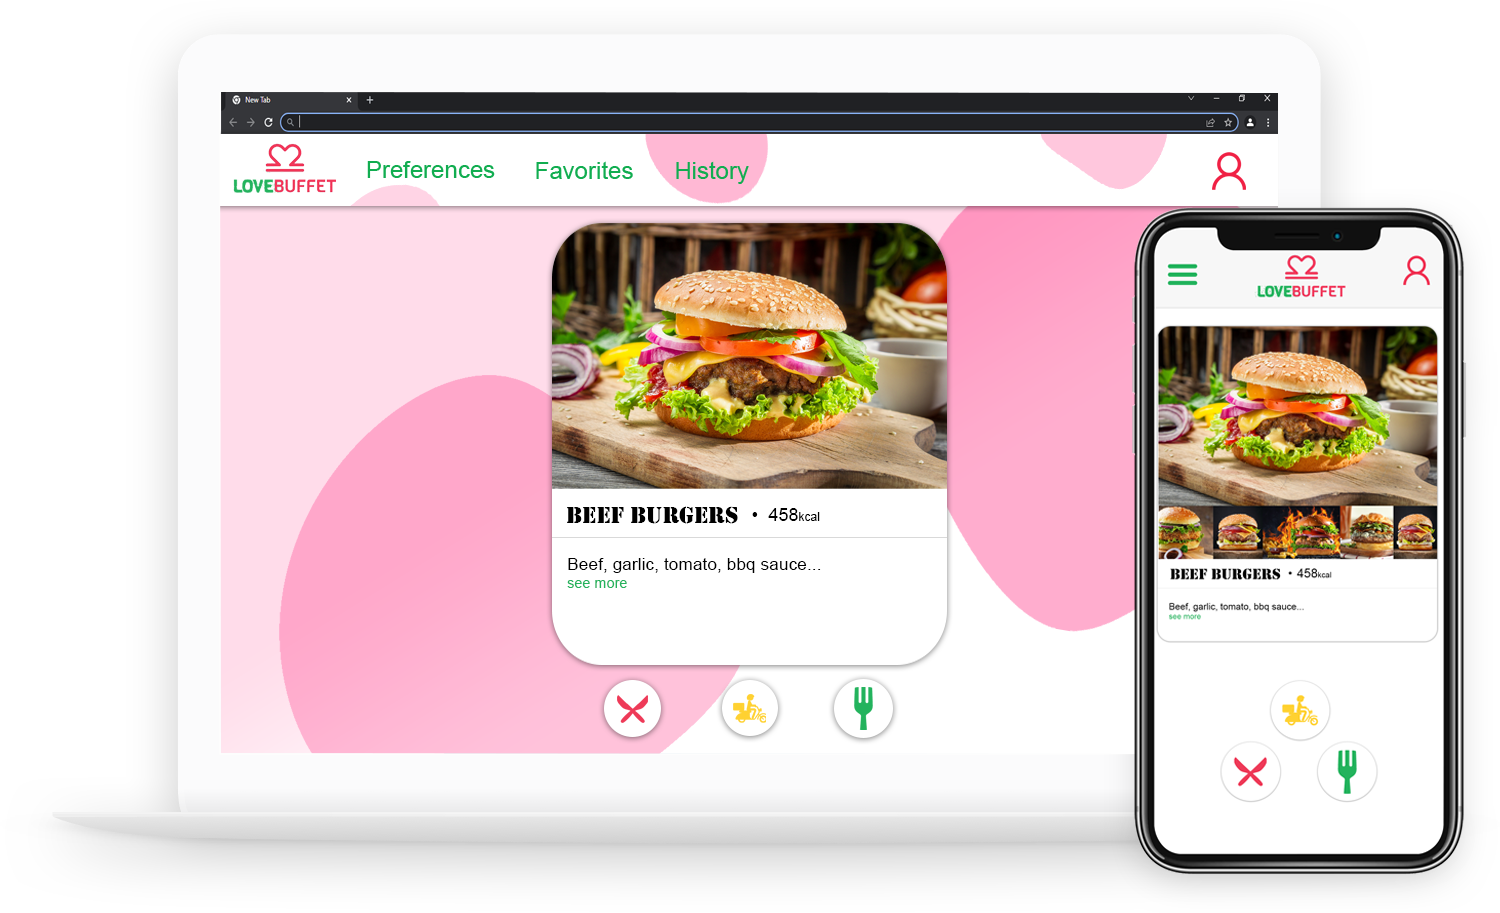 New Tab
LOVEBUFFET
Preferences
Favorites
History
BEEF BURGERS • 458kcal
Beef, garlic, tomato, bbq sauce...
see more
LOVEBUFFET
BEEF BURGERS • 458kcal
Beef, garlic, tomato, bbq sauce...
see more